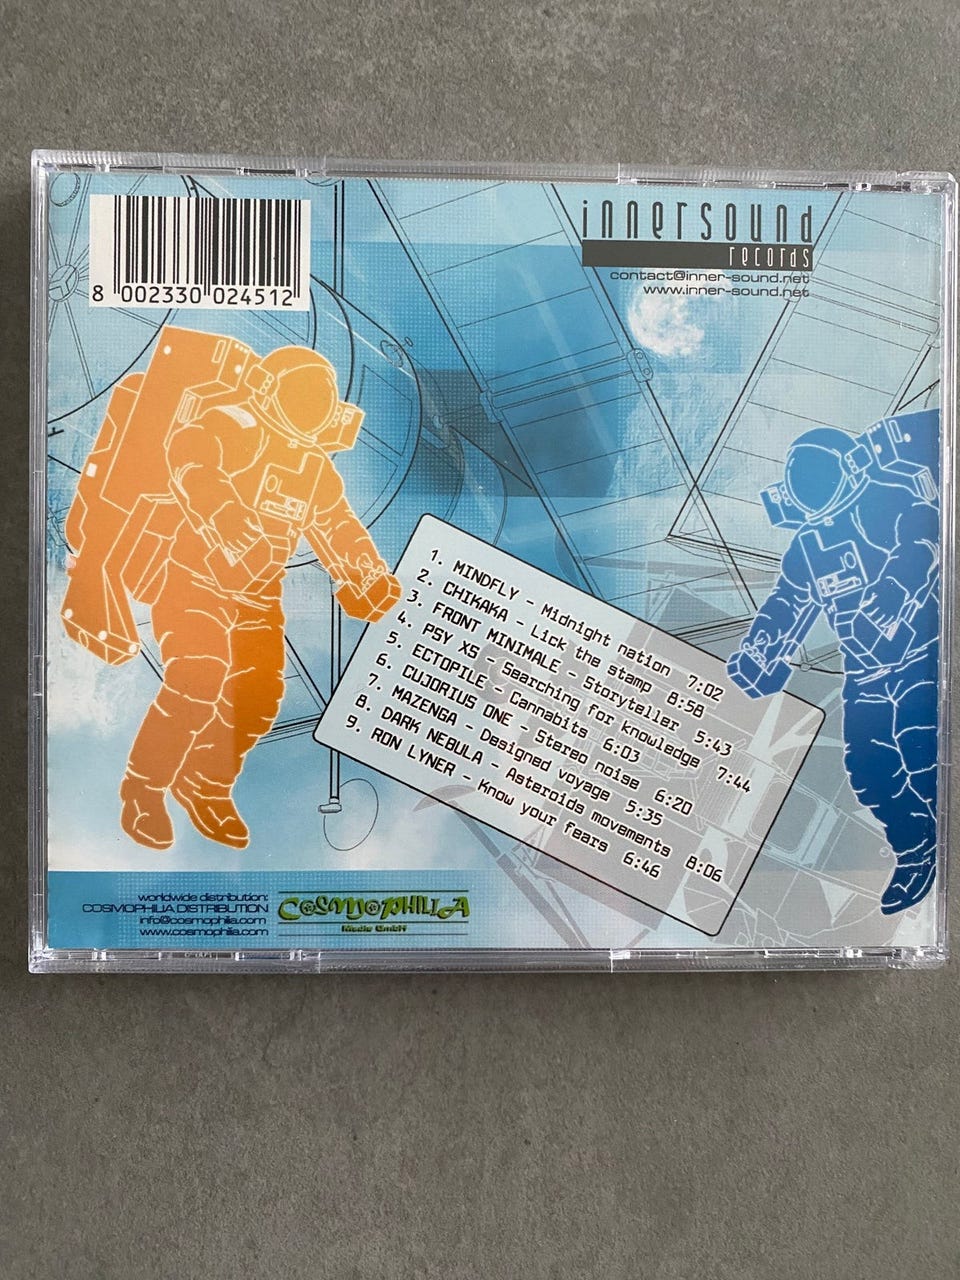 8 002330 024512
innersound
records
contact@inner-sound.net
www.inner-sound.net
1. MINDFLY - Midnight nation 7:02
2. CHIKAKA - Lick the stamp 8:58
3. FRONT MINIMALE - Storyteller 5:43
4. PSY XS - Searching for knowledge 7:44
5. ECTOPILE - Cannabits 6:03
6. CUJORIUS ONE - Stereo noise 6:20
7. MAZENGA - Designed voyage 5:35
8. DARK NEBULA - Asteroids movements 8:06
9. RON LYNER - Know your fears 6:46
worldwide distribution:
COSMOPHILIA DISTRIBUTION
info@cosmophilia.com
www.cosmophilia.com
COSMOPHILIA
Media GmbH